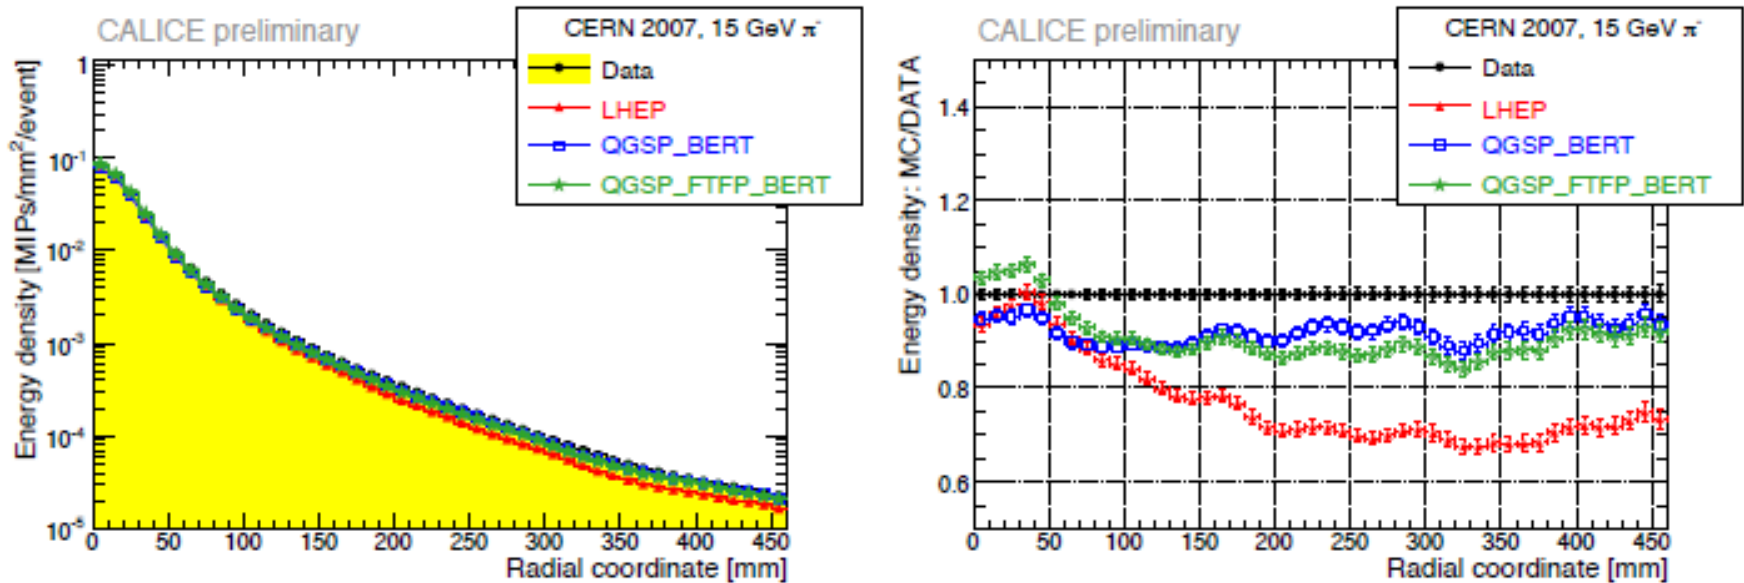 CALICE preliminary
CERN 2007, 15 GeV π⁻
Data
LHEP
QGSP_BERT
QGSP_FTFP_BERT
Energy density [MIPs/mm²/event]
1
10⁻¹
10⁻²
10⁻³
10⁻⁴
10⁻⁵
0 50 100 150 200 250 300 350 400 450
Radial coordinate [mm]
CALICE preliminary
CERN 2007, 15 GeV π⁻
Data
LHEP
QGSP_BERT
QGSP_FTFP_BERT
Energy density: MC/DATA
1.4
1.2
1.0
0.8
0.6
0 50 100 150 200 250 300 350 400 450
Radial coordinate [mm]